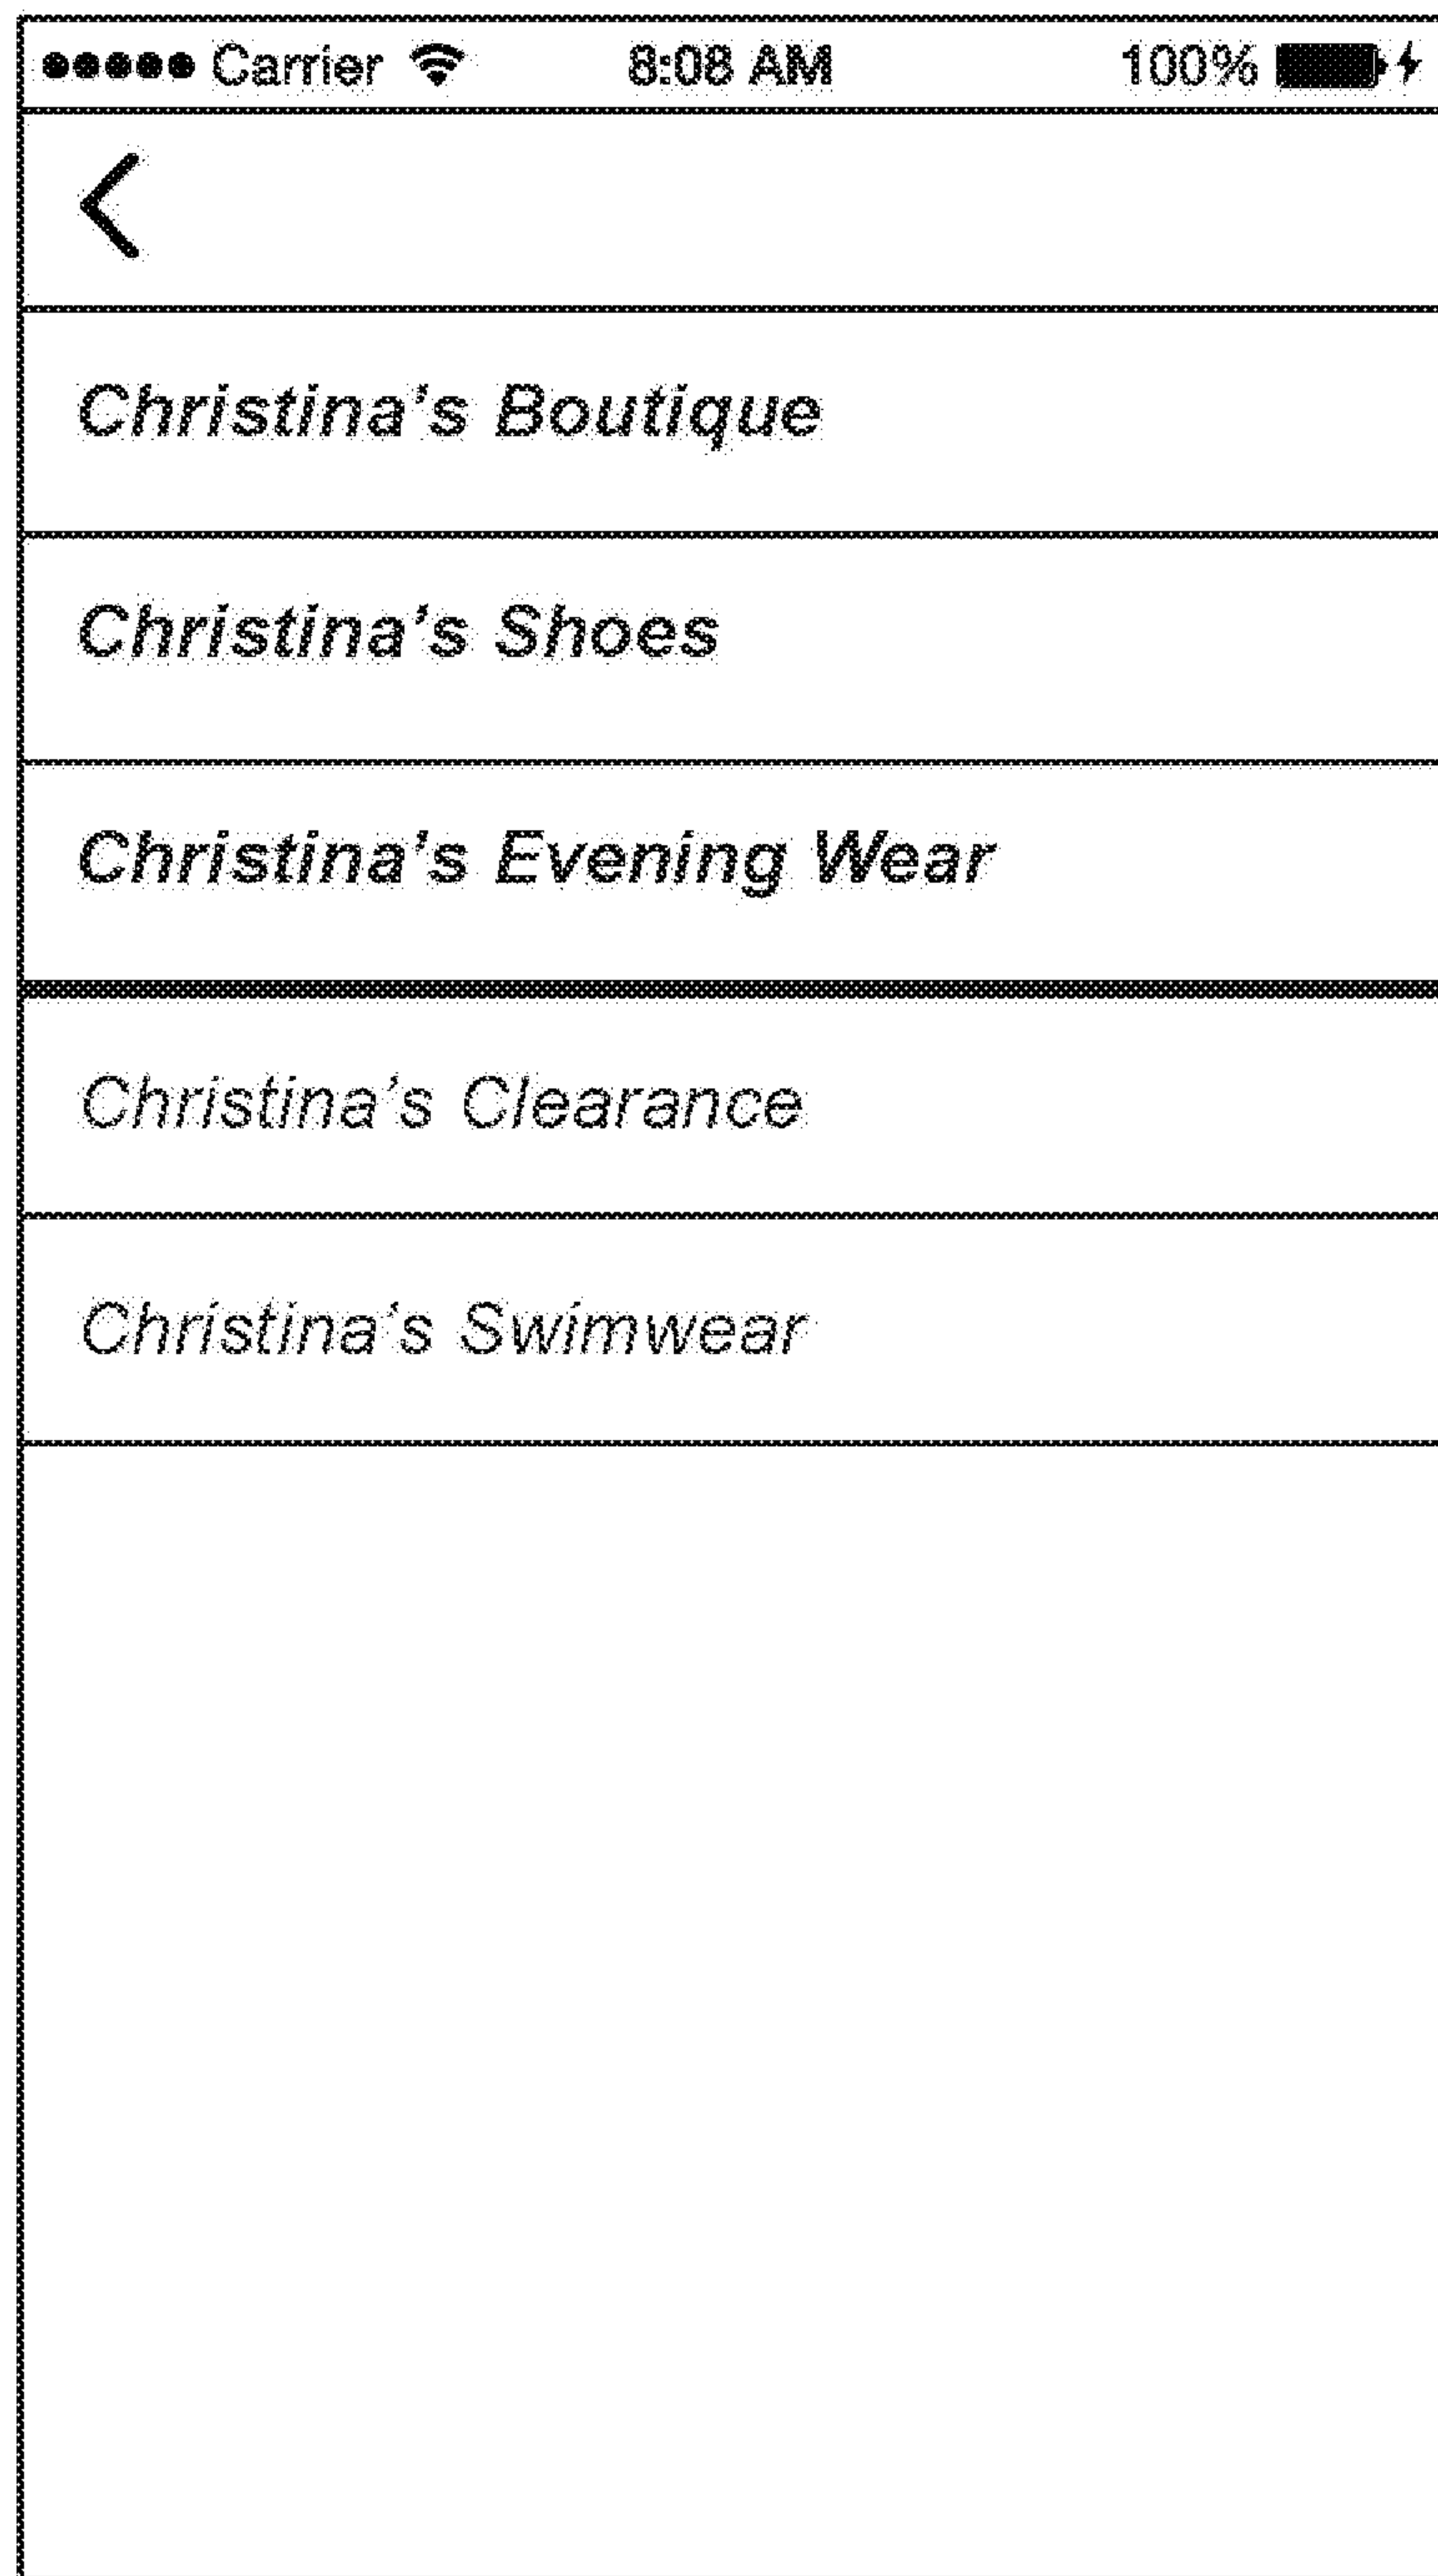 Carrier 8:08 AM 100%
Christina's Boutique
Christina's Shoes
Christina's Evening Wear
Christina's Clearance
Christina's Swimwear